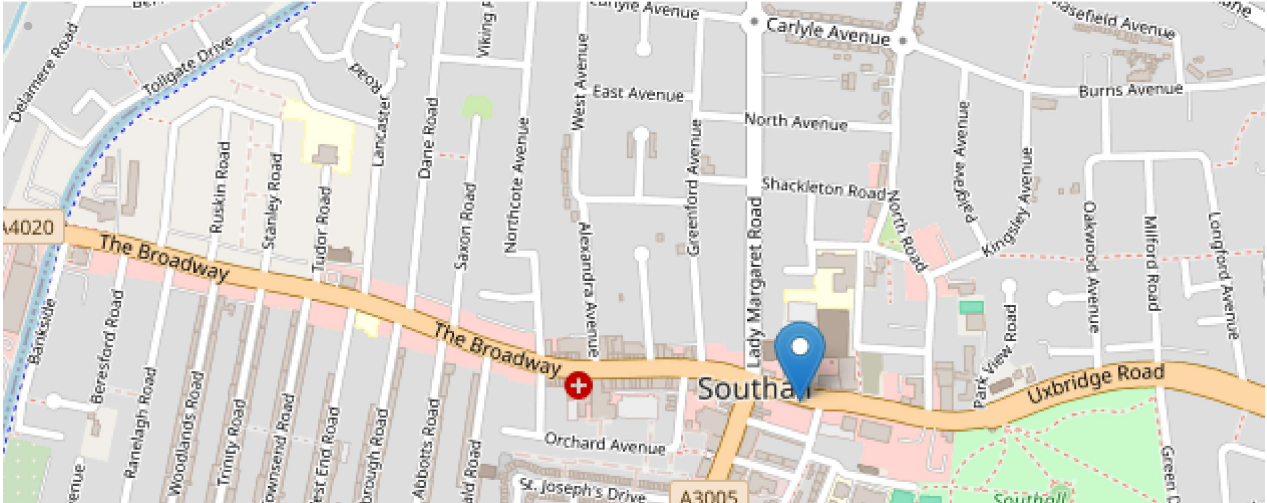 Carlyle Avenue
Masefield Avenue
Carlyle Avenue
Delamere Road
Tollgate Drive
Road
Lancaster
West Avenue
East Avenue
North Avenue
Burns Avenue
Dane Road
Northcote Avenue
Greenford Avenue
Palgrave Avenue
Kingsley Avenue
Shackleton Road
North Road
Ruskin Road
Stanley Road
Tudor Road
Saxon Road
Alexandra Avenue
Lady Margaret Road
Oakwood Avenue
Milford Road
Longford Avenue
A4020
The Broadway
The Broadway
Bankside
Beresford Road
Ranelagh Road
Woodlands Road
Trinity Road
Southall
Park View Road
Uxbridge Road
Orchard Avenue
Abbotts Road
St. Joseph's Drive
A3005
Southall